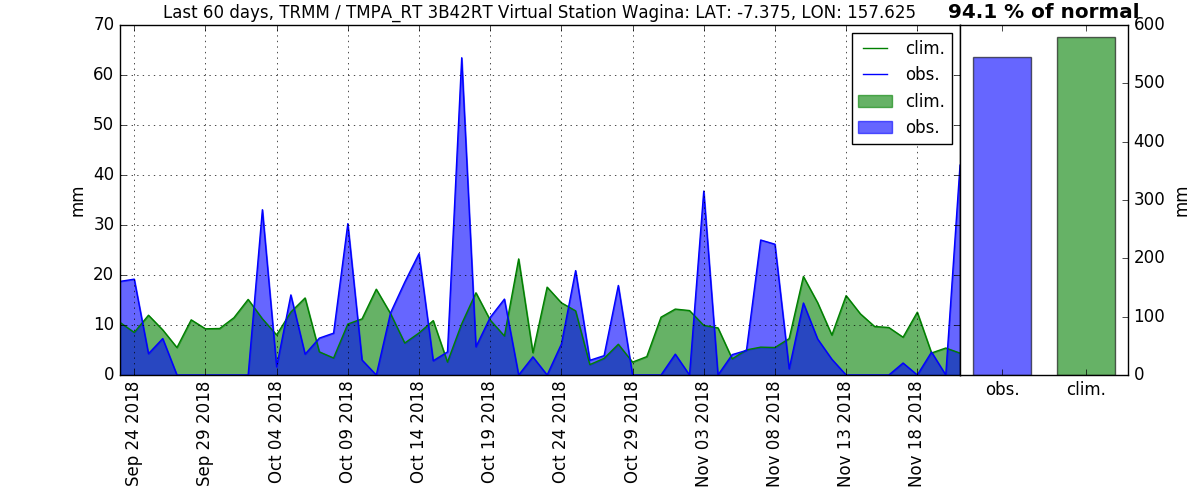 Last 60 days, TRMM / TMPA_RT 3B42RT Virtual Station Wagina: LAT: -7.375, LON: 157.625
94.1 % of normal
70
60
50
40
30
20
10
0
mm
clim.
obs.
clim.
obs.
600
500
400
300
200
100
0
mm
obs.
clim.
Sep 24 2018
Sep 29 2018
Oct 04 2018
Oct 09 2018
Oct 14 2018
Oct 19 2018
Oct 24 2018
Oct 29 2018
Nov 03 2018
Nov 08 2018
Nov 13 2018
Nov 18 2018